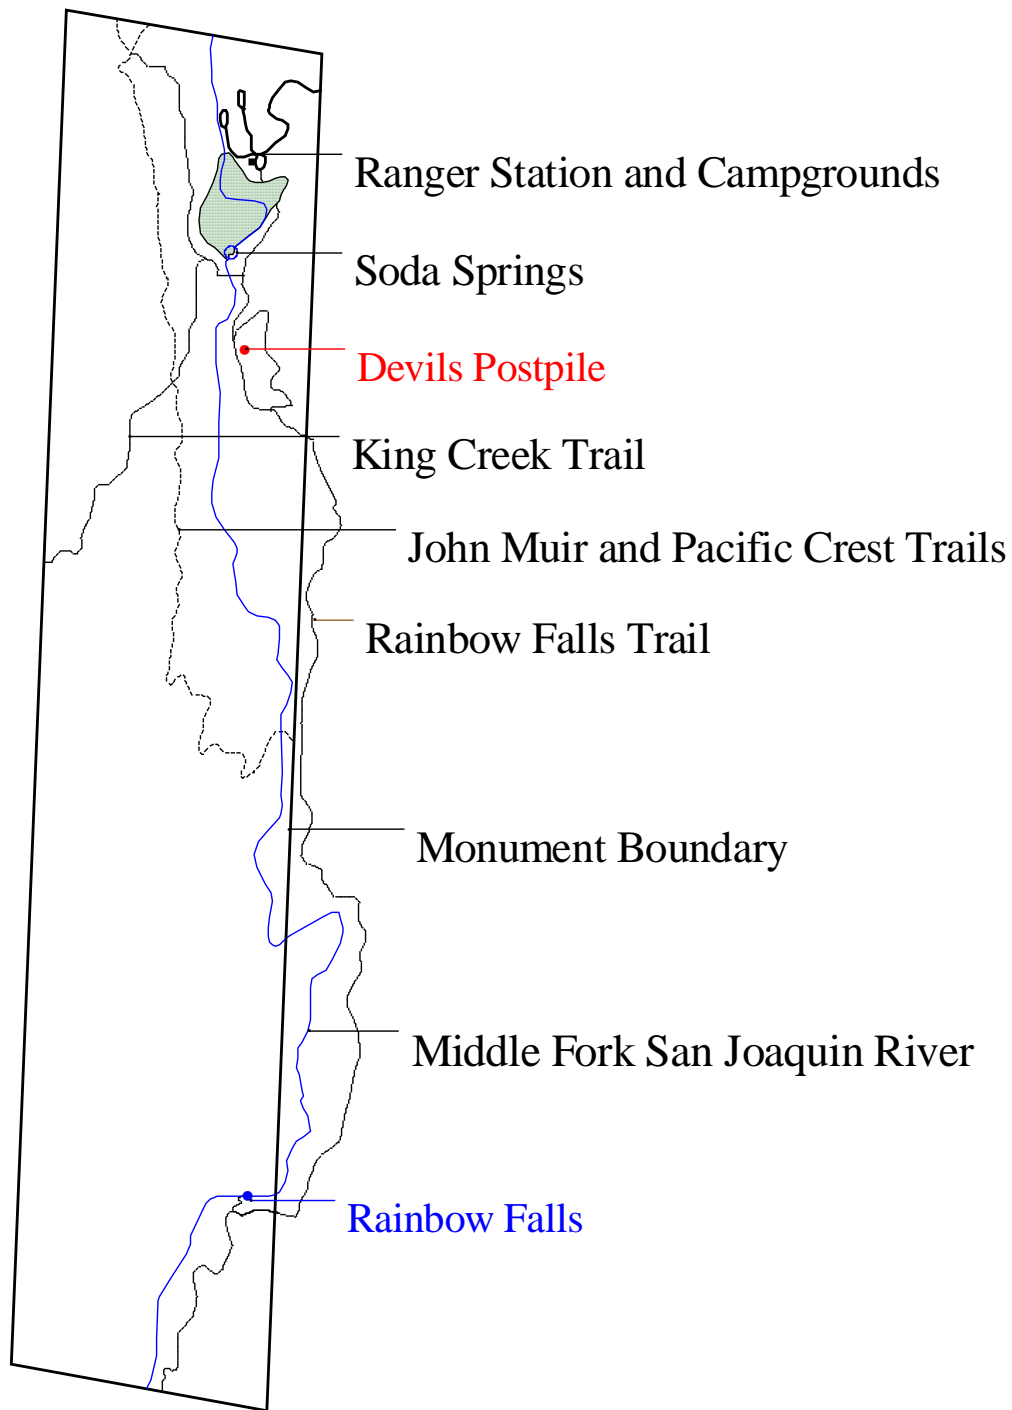 Ranger Station and Campgrounds
Soda Springs
Devils Postpile
King Creek Trail
John Muir and Pacific Crest Trails
Rainbow Falls Trail
Monument Boundary
Middle Fork San Joaquin River
Rainbow Falls